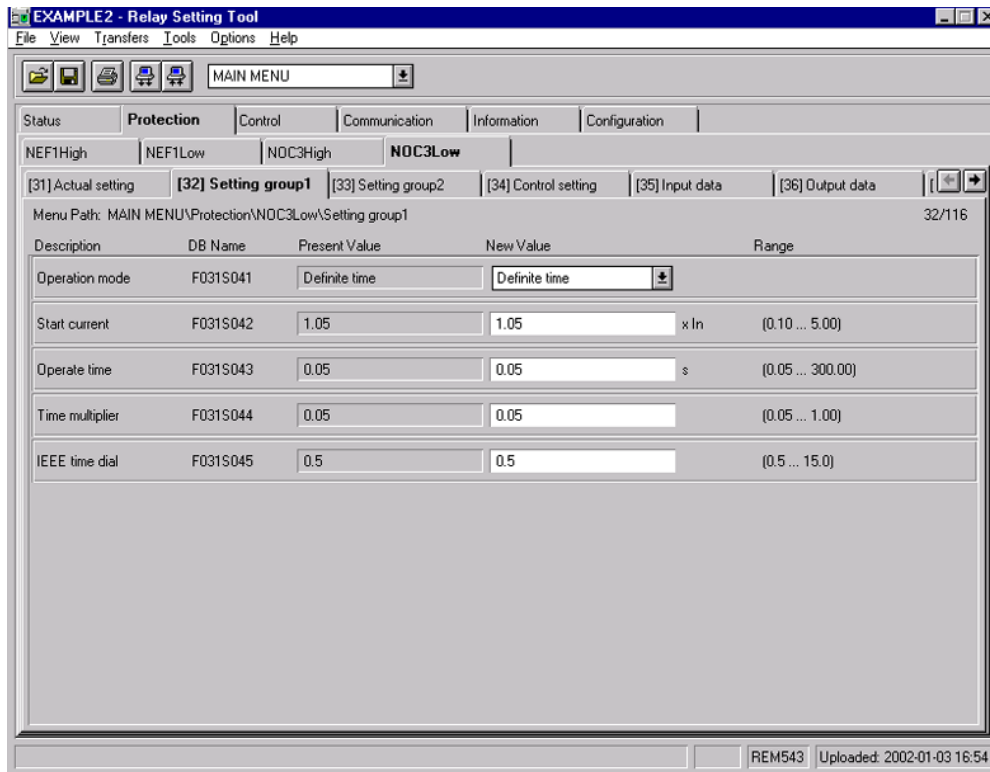 EXAMPLE2 - Relay Setting Tool
File View Transfers Tools Options Help
MAIN MENU
Status Protection Control Communication Information Configuration
NEF1High NEF1Low NOC3High NOC3Low
[31] Actual setting [32] Setting group1 [33] Setting group2 [34] Control setting [35] Input data [36] Output data [
Menu Path: MAIN MENU\Protection\NOC3Low\Setting group1 32/116
Description DB Name Present Value New Value Range
Operation mode F031S041 Definite time Definite time
Start current F031S042 1.05 1.05 x In (0.10 ... 5.00)
Operate time F031S043 0.05 0.05 s (0.05 ... 300.00)
Time multiplier F031S044 0.05 0.05 (0.05 ... 1.00)
IEEE time dial F031S045 0.5 0.5 (0.5 ... 15.0)
REM543 Uploaded: 2002-01-03 16:54